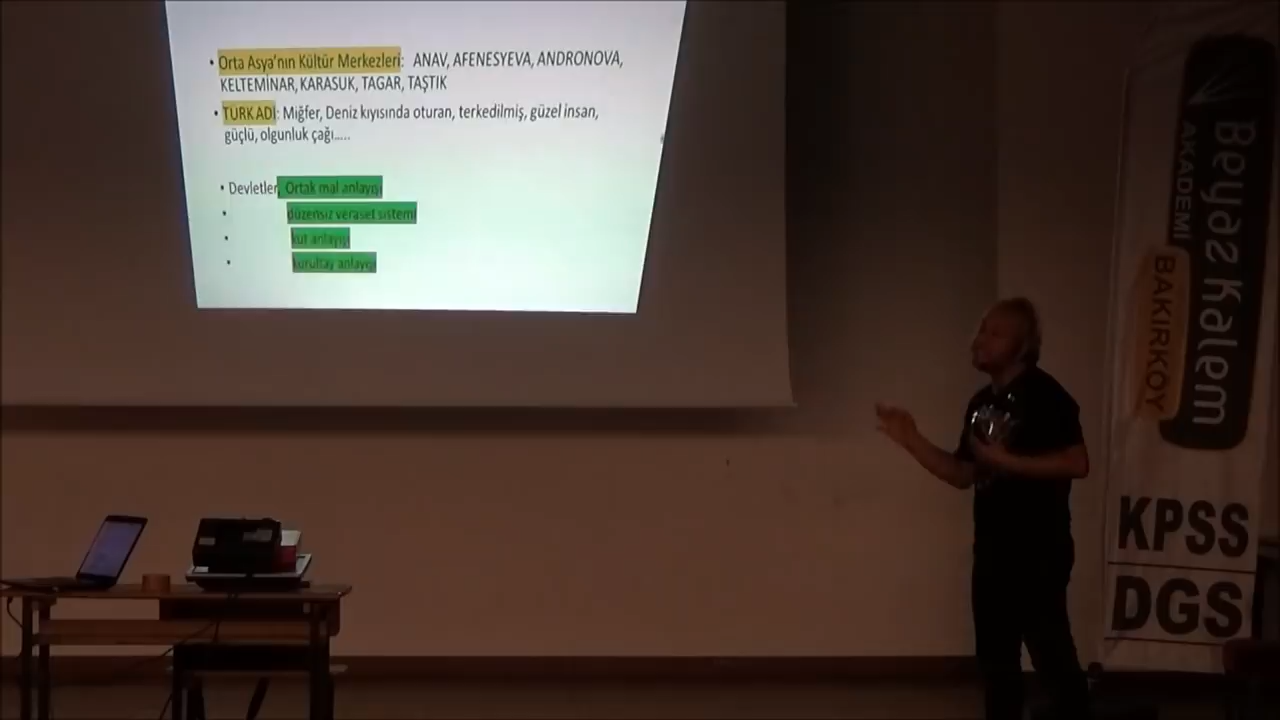 • Orta Asya'nın Kültür Merkezleri: ANAV, AFENESYEVA, ANDRONOVA,
KELTEMİNAR, KARASUK, TAGAR, TAŞTIK
• TÜRK ADI: Miğfer, Deniz kıyısında oturan, terkedilmiş, güzel insan,
güçlü, olgunluk çağı.....
• Devletler, Ortak mal anlayışı
• düzensiz veraset sistemi
• kut anlayışı
• kurultay anlayışı
Beyaz Kalem
AKADEMİ
BAKIRKÖY
KPSS
DGS